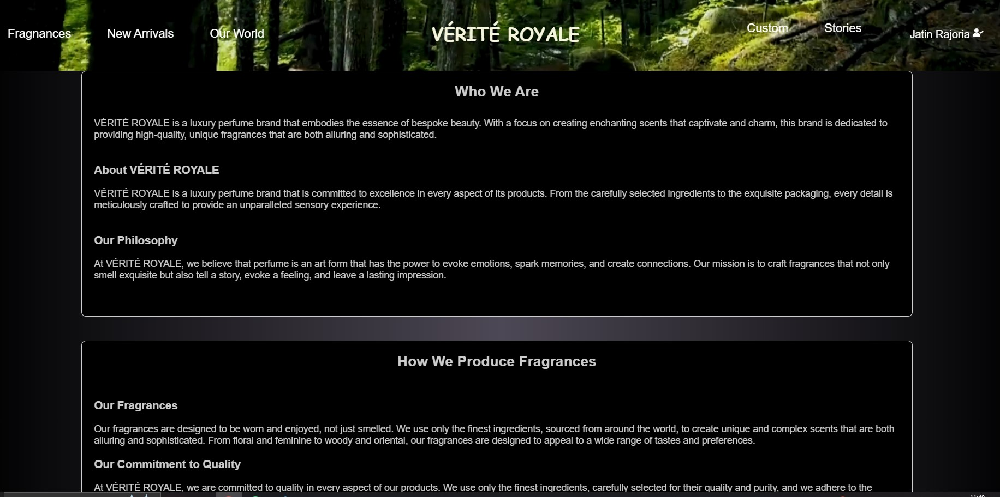 Fragnances
New Arrivals
Our World
VÉRITÉ ROYALE
Custom
Stories
Jatin Rajoria
Who We Are
VÉRITÉ ROYALE is a luxury perfume brand that embodies the essence of bespoke beauty. With a focus on creating enchanting scents that captivate and charm, this brand is dedicated to
providing high-quality, unique fragrances that are both alluring and sophisticated.
About VÉRITÉ ROYALE
VÉRITÉ ROYALE is a luxury perfume brand that is committed to excellence in every aspect of its products. From the carefully selected ingredients to the exquisite packaging, every detail is
meticulously crafted to provide an unparalleled sensory experience.
Our Philosophy
At VÉRITÉ ROYALE, we believe that perfume is an art form that has the power to evoke emotions, spark memories, and create connections. Our mission is to craft fragrances that not only
smell exquisite but also tell a story, evoke a feeling, and leave a lasting impression.
How We Produce Fragrances
Our Fragrances
Our fragrances are designed to be worn and enjoyed, not just smelled. We use only the finest ingredients, sourced from around the world, to create unique and complex scents that are both
alluring and sophisticated. From floral and feminine to woody and oriental, our fragrances are designed to appeal to a wide range of tastes and preferences.
Our Commitment to Quality
At VÉRITÉ ROYALE, we are committed to quality in every aspect of our products. We use only the finest ingredients, carefully selected for their quality and purity, and we adhere to the